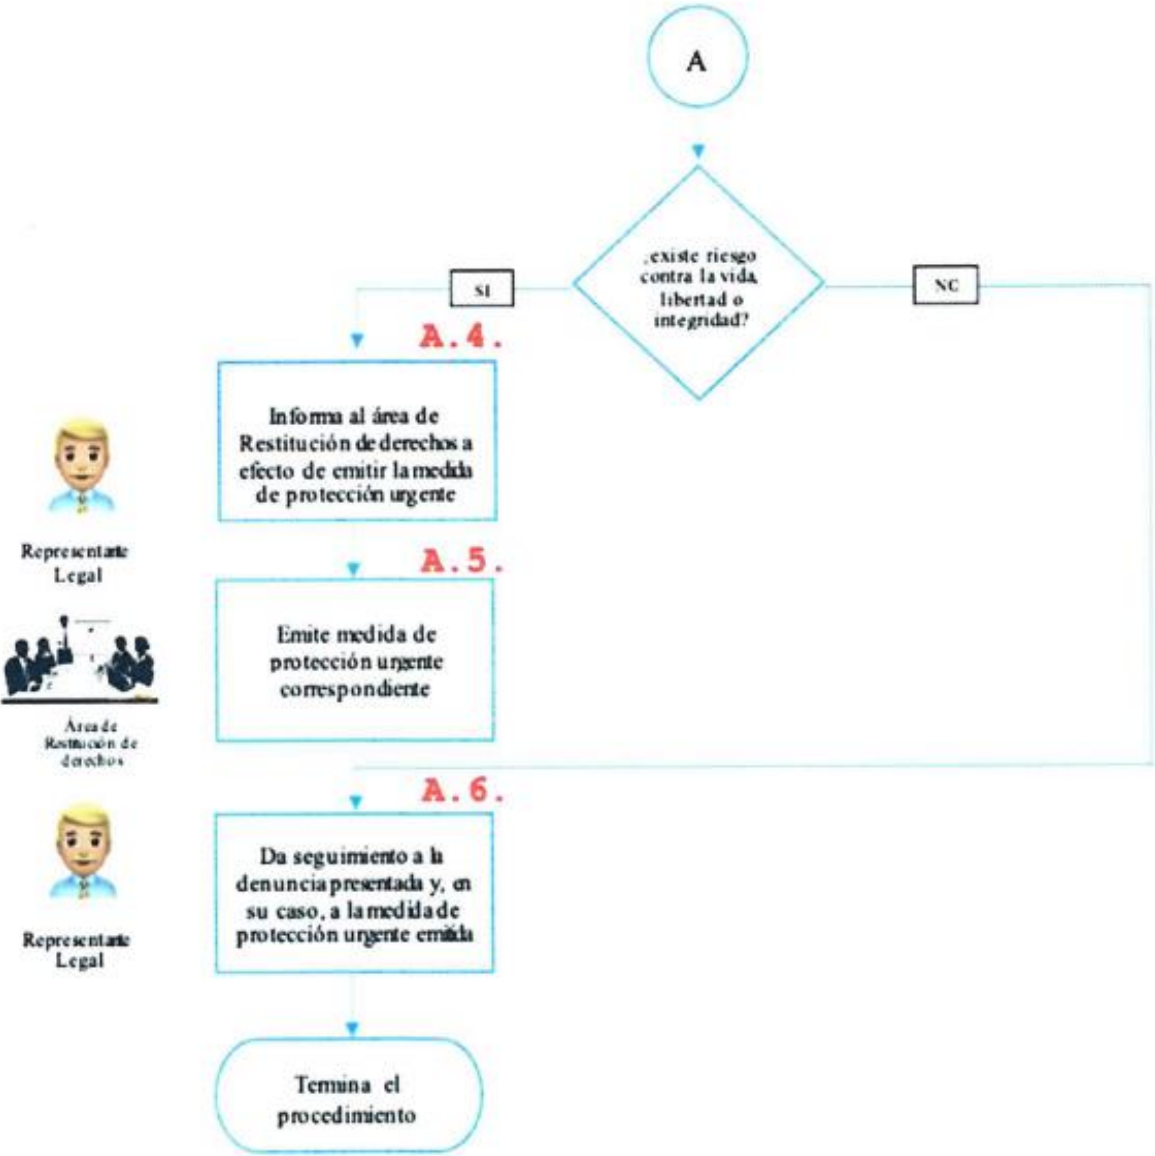 A
¿existe riesgo
contra la vida,
libertad o
integridad?
SI
NO
A.4.
Informa al área de
Restitución de derechos a
efecto de emitir la medida
de protección urgente
Representante
Legal
A.5.
Emite medida de
protección urgente
correspondiente
Área de
Restitución de
derechos
A.6.
Da seguimiento a la
denuncia presentada y, en
su caso, a la medida de
protección urgente emitida
Representante
Legal
Termina el
procedimiento